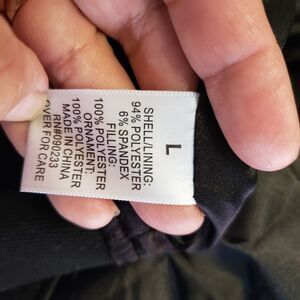 L
SHELL/LINING:
94% POLYESTER
6% SPANDEX
FILLING:
100% POLYESTER
ORNAMENT:
100% POLYESTER
MADE IN CHINA
RN#090233
OVER FOR CARE